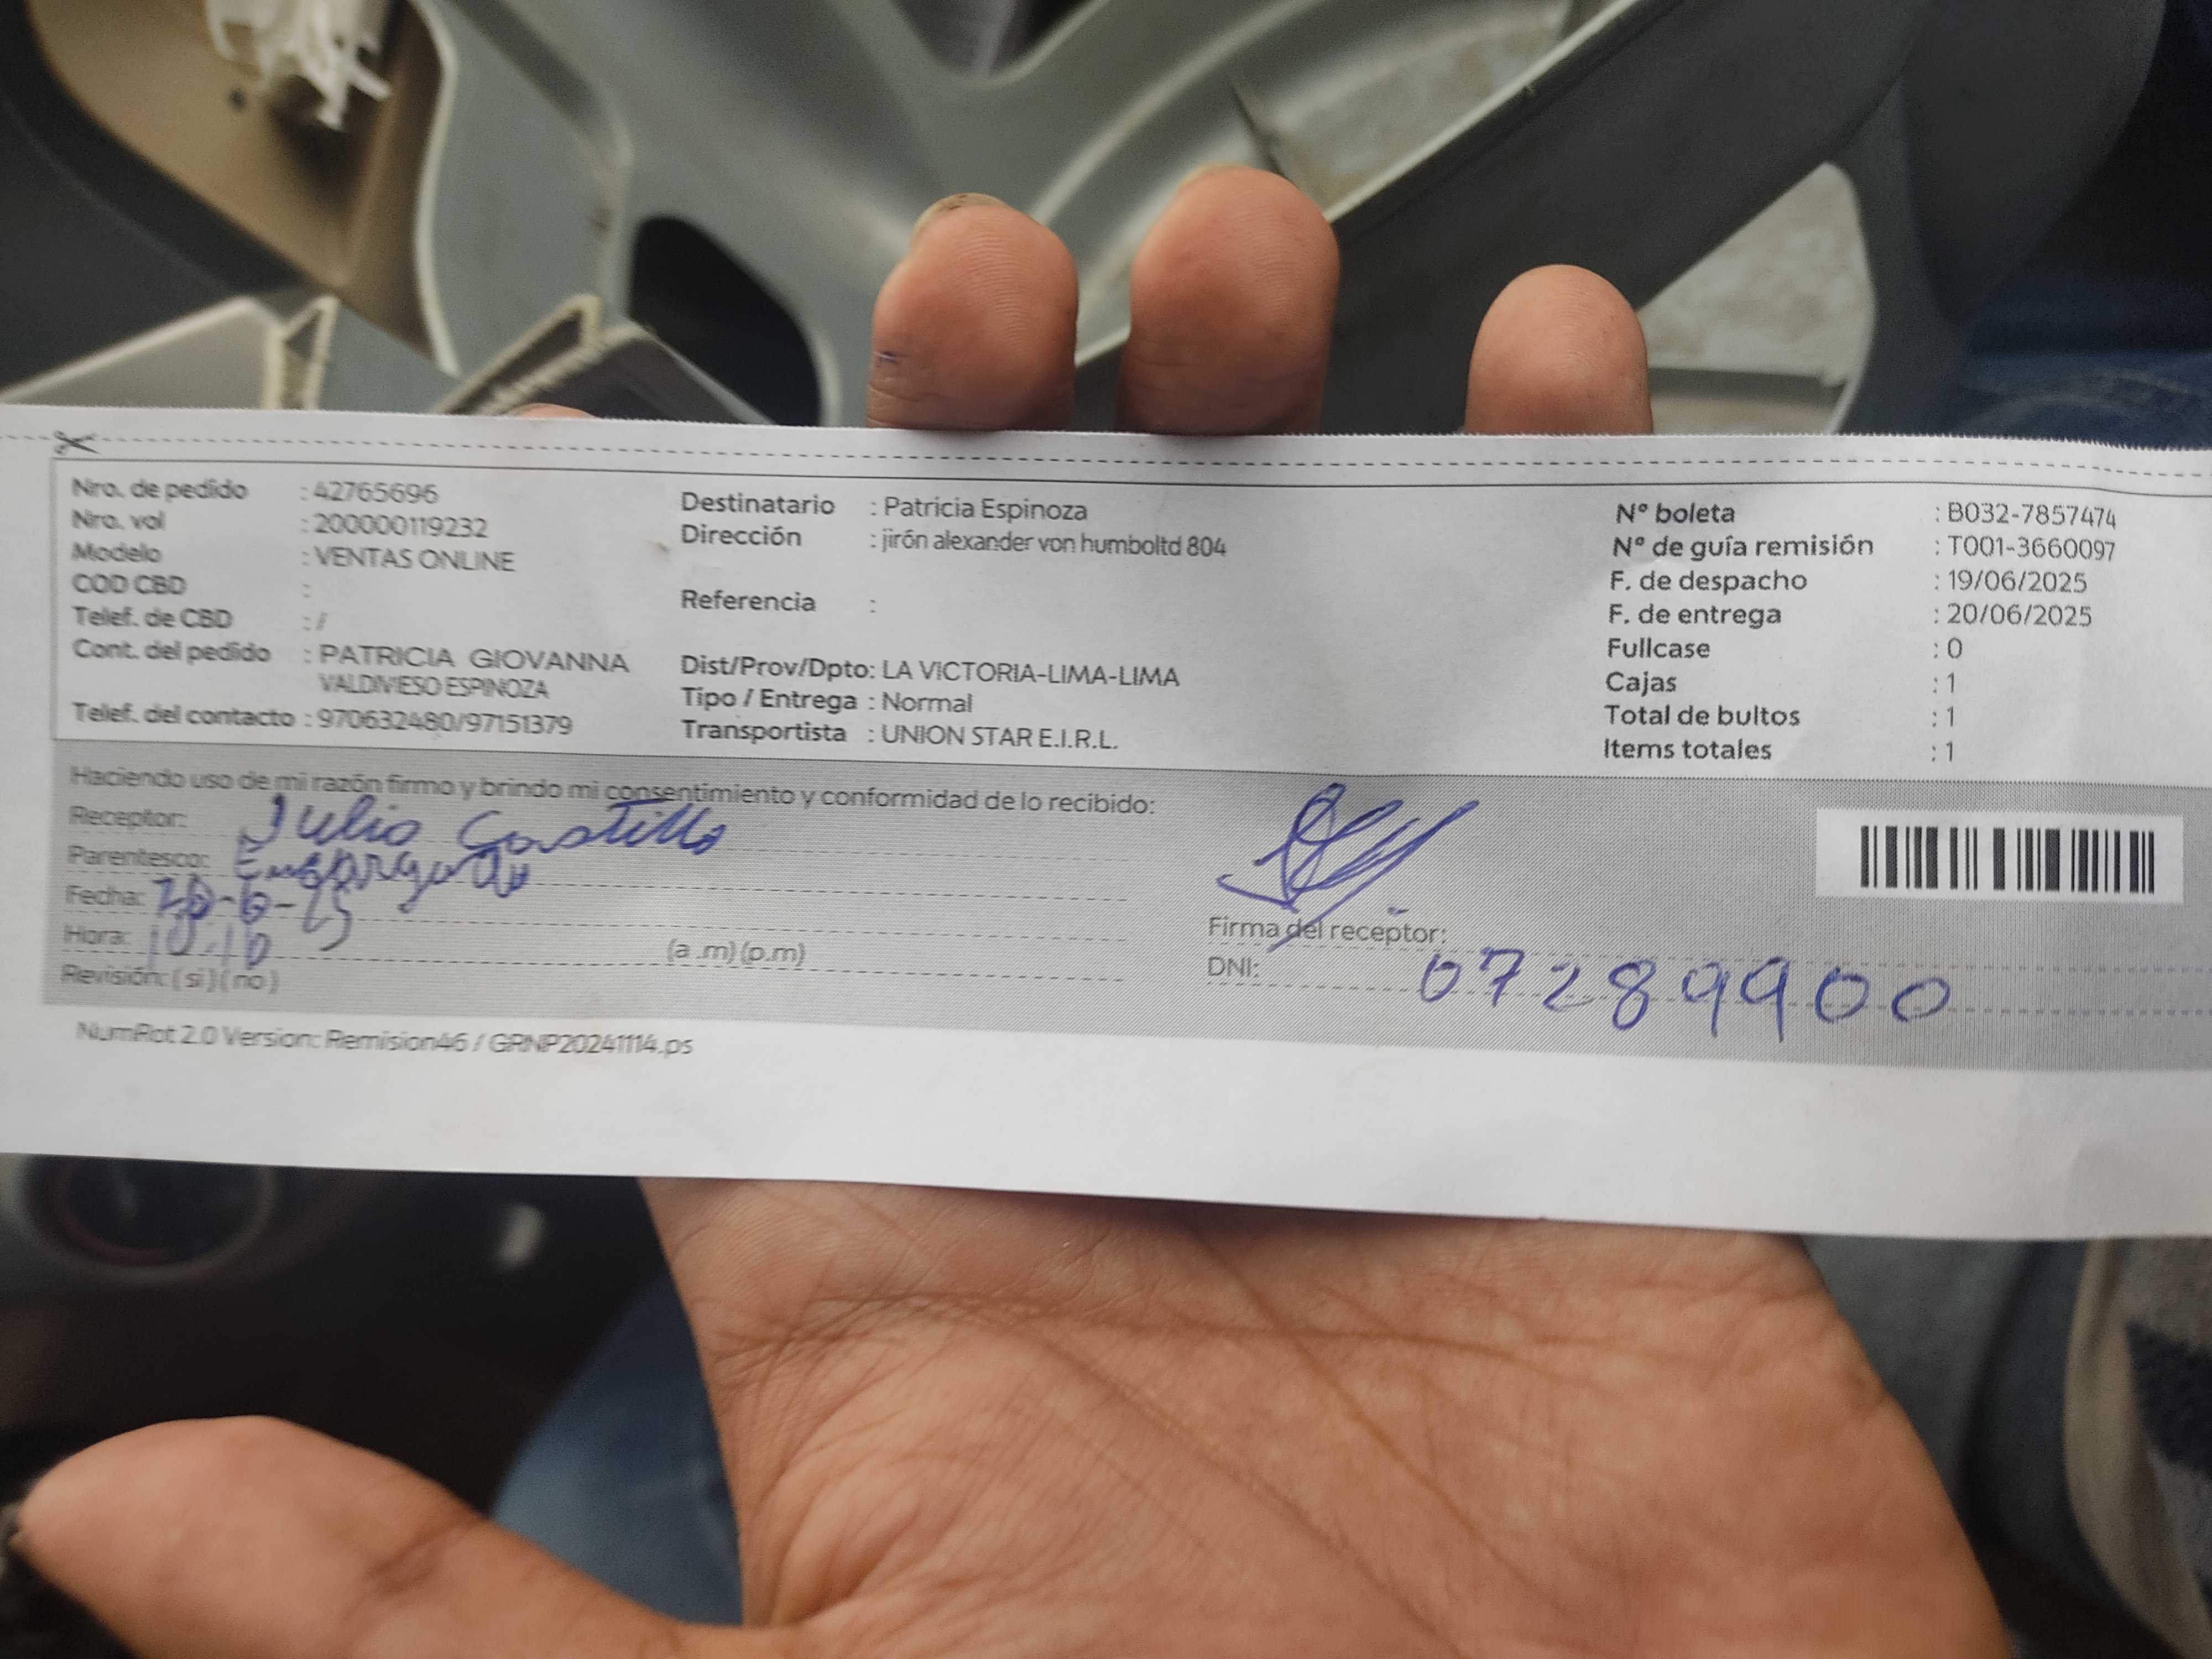 Nro. de pedido : 42765696
Nro. vol : 200000119232
Modelo : VENTAS ONLINE
COD CBD :
Telef. de CBD : /
Cont. del pedido : PATRICIA GIOVANNA
VALDIVIESO ESPINOZA
Telef. del contacto : 970632480/97151379
Destinatario : Patricia Espinoza
Dirección : jirón alexander von humboltd 804
Referencia :
Dist/Prov/Dpto: LA VICTORIA-LIMA-LIMA
Tipo / Entrega : Normal
Transportista : UNION STAR E.I.R.L.
Nº boleta : B032-7857474
Nº de guía remisión : T001-3660097
F. de despacho : 19/06/2025
F. de entrega : 20/06/2025
Fullcase : 0
Cajas : 1
Total de bultos : 1
Items totales : 1
Haciendo uso de mi razón firmo y brindo mi consentimiento y conformidad de lo recibido:
Receptor: Julio Castillo
Parentesco: Encargado
Fecha: 20-6-25
Hora: 10:10 (a .m) (p.m)
Revisión: ( si ) ( no )
Firma del receptor:
DNI: 07289900
NumRot 2.0 Version: Remision46 / GRNP20241114.ps